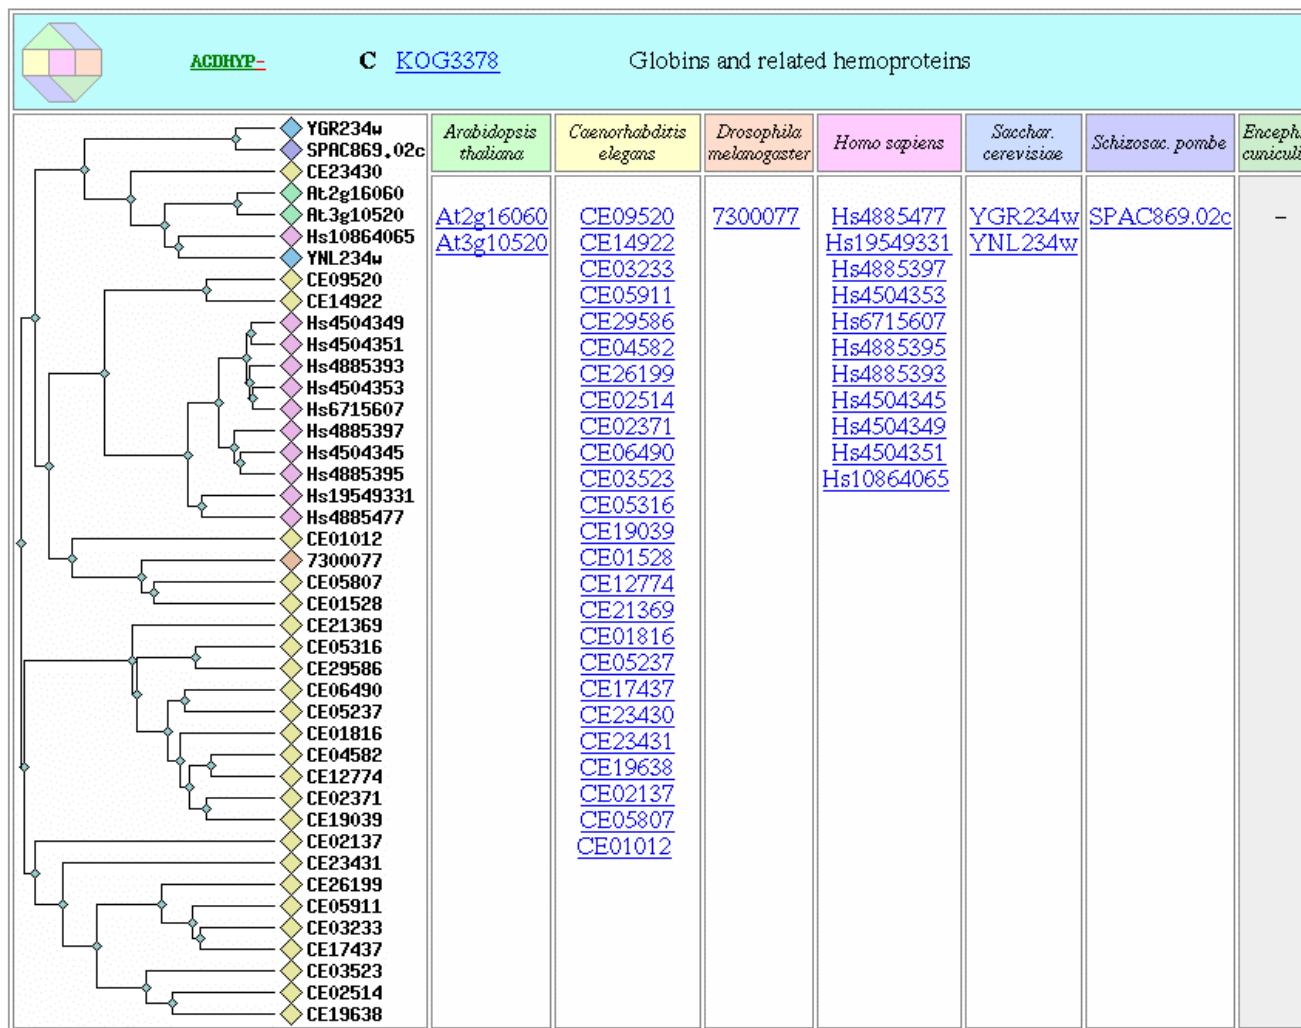 ACDHYP- C KOG3378 Globins and related hemoproteins
YGR234w
SPAC869.02c
CE23430
At2g16060
At3g10520
Hs10864065
YNL234w
CE09520
CE14922
Hs4504349
Hs4504351
Hs4885393
Hs4504353
Hs6715607
Hs4885397
Hs4504345
Hs4885395
Hs19549331
Hs4885477
CE01012
7300077
CE05807
CE01528
CE21369
CE05316
CE29586
CE06490
CE05237
CE01816
CE04582
CE12774
CE02371
CE19039
CE02137
CE23431
CE26199
CE05911
CE03233
CE17437
CE03523
CE02514
CE19638
Arabidopsis
thaliana
At2g16060
At3g10520
Caenorhabditis
elegans
CE09520
CE14922
CE03233
CE05911
CE29586
CE04582
CE26199
CE02514
CE02371
CE06490
CE03523
CE05316
CE19039
CE01528
CE12774
CE21369
CE01816
CE05237
CE17437
CE23430
CE23431
CE19638
CE02137
CE05807
CE01012
Drosophila
melanogaster
7300077
Homo sapiens
Hs4885477
Hs19549331
Hs4885397
Hs4504353
Hs6715607
Hs4885395
Hs4885393
Hs4504345
Hs4504349
Hs4504351
Hs10864065
Sacchar.
cerevisiae
YGR234w
YNL234w
Schizosac. pombe
SPAC869.02c
Enceph
cuniculi
–